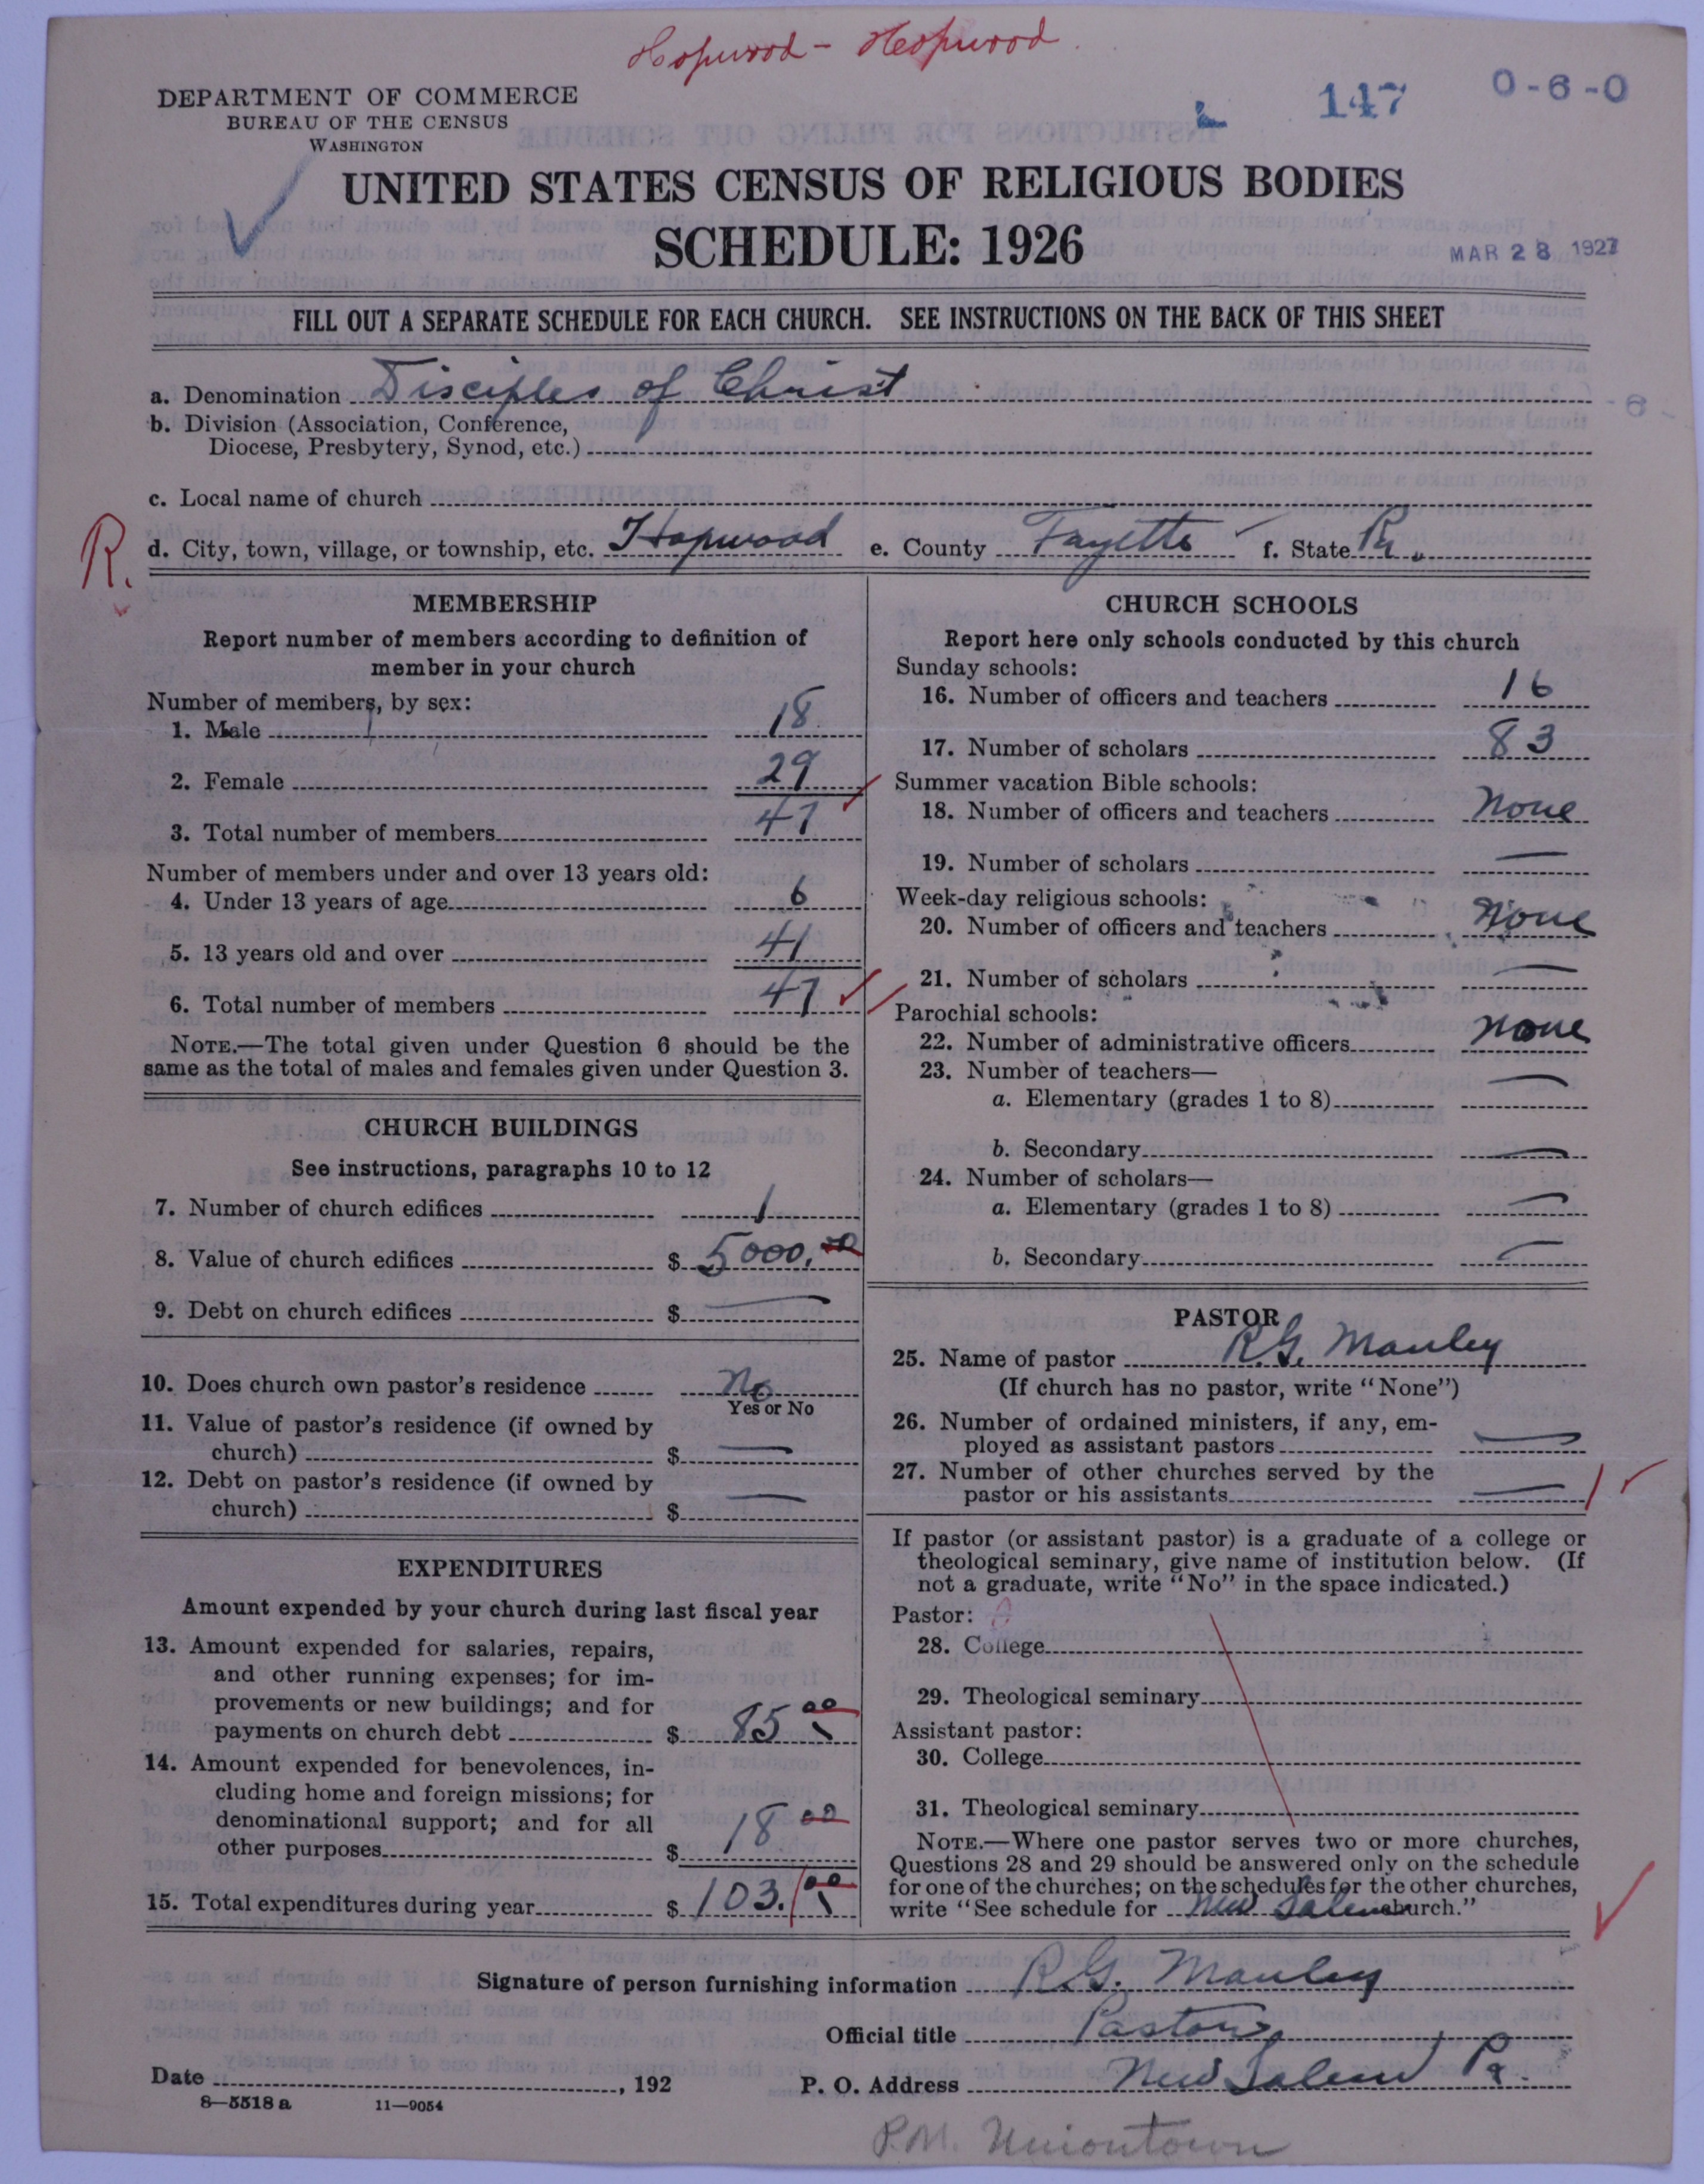 Hopwood - Hopwood
DEPARTMENT OF COMMERCE
BUREAU OF THE CENSUS
WASHINGTON
L 147 0-6-0
UNITED STATES CENSUS OF RELIGIOUS BODIES
SCHEDULE: 1926
MAR 28 1927
FILL OUT A SEPARATE SCHEDULE FOR EACH CHURCH. SEE INSTRUCTIONS ON THE BACK OF THIS SHEET
a. Denomination Disciples of Christ
b. Division (Association, Conference,
Diocese, Presbytery, Synod, etc.)
c. Local name of church
R. d. City, town, village, or township, etc. Hopwood e. County Fayette f. State Pa.
MEMBERSHIP
Report number of members according to definition of
member in your church
Number of members, by sex:
1. Male 18
2. Female 29
3. Total number of members 47
Number of members under and over 13 years old:
4. Under 13 years of age 6
5. 13 years old and over 41
6. Total number of members 47
NOTE.—The total given under Question 6 should be the
same as the total of males and females given under Question 3.
CHURCH BUILDINGS
See instructions, paragraphs 10 to 12
7. Number of church edifices 1
8. Value of church edifices $ 5000.00
9. Debt on church edifices $ —
10. Does church own pastor's residence No
Yes or No
11. Value of pastor's residence (if owned by
church) $ —
12. Debt on pastor's residence (if owned by
church) $ —
EXPENDITURES
Amount expended by your church during last fiscal year
13. Amount expended for salaries, repairs,
and other running expenses; for im-
provements or new buildings; and for
payments on church debt $ 85 00
14. Amount expended for benevolences, in-
cluding home and foreign missions; for
denominational support; and for all
other purposes $ 18 00
15. Total expenditures during year $ 103.00
CHURCH SCHOOLS
Report here only schools conducted by this church
Sunday schools:
16. Number of officers and teachers 16
17. Number of scholars 83
Summer vacation Bible schools:
18. Number of officers and teachers None
19. Number of scholars —
Week-day religious schools:
20. Number of officers and teachers None
21. Number of scholars —
Parochial schools:
22. Number of administrative officers None
23. Number of teachers—
a. Elementary (grades 1 to 8) —
b. Secondary —
24. Number of scholars—
a. Elementary (grades 1 to 8) —
b. Secondary —
PASTOR
25. Name of pastor R.G. Manley
(If church has no pastor, write "None")
26. Number of ordained ministers, if any, em-
ployed as assistant pastors —
27. Number of other churches served by the
pastor or his assistants — 1
If pastor (or assistant pastor) is a graduate of a college or
theological seminary, give name of institution below. (If
not a graduate, write "No" in the space indicated.)
Pastor:
28. College
29. Theological seminary
Assistant pastor:
30. College
31. Theological seminary
NOTE.—Where one pastor serves two or more churches,
Questions 28 and 29 should be answered only on the schedule
for one of the churches; on the schedules for the other churches,
write "See schedule for New Salem church."
Signature of person furnishing information R.G. Manley
Official title Pastor
Date , 192 P. O. Address New Salem Pa.
8—5518 a 11—9054
P.M. Uniontown